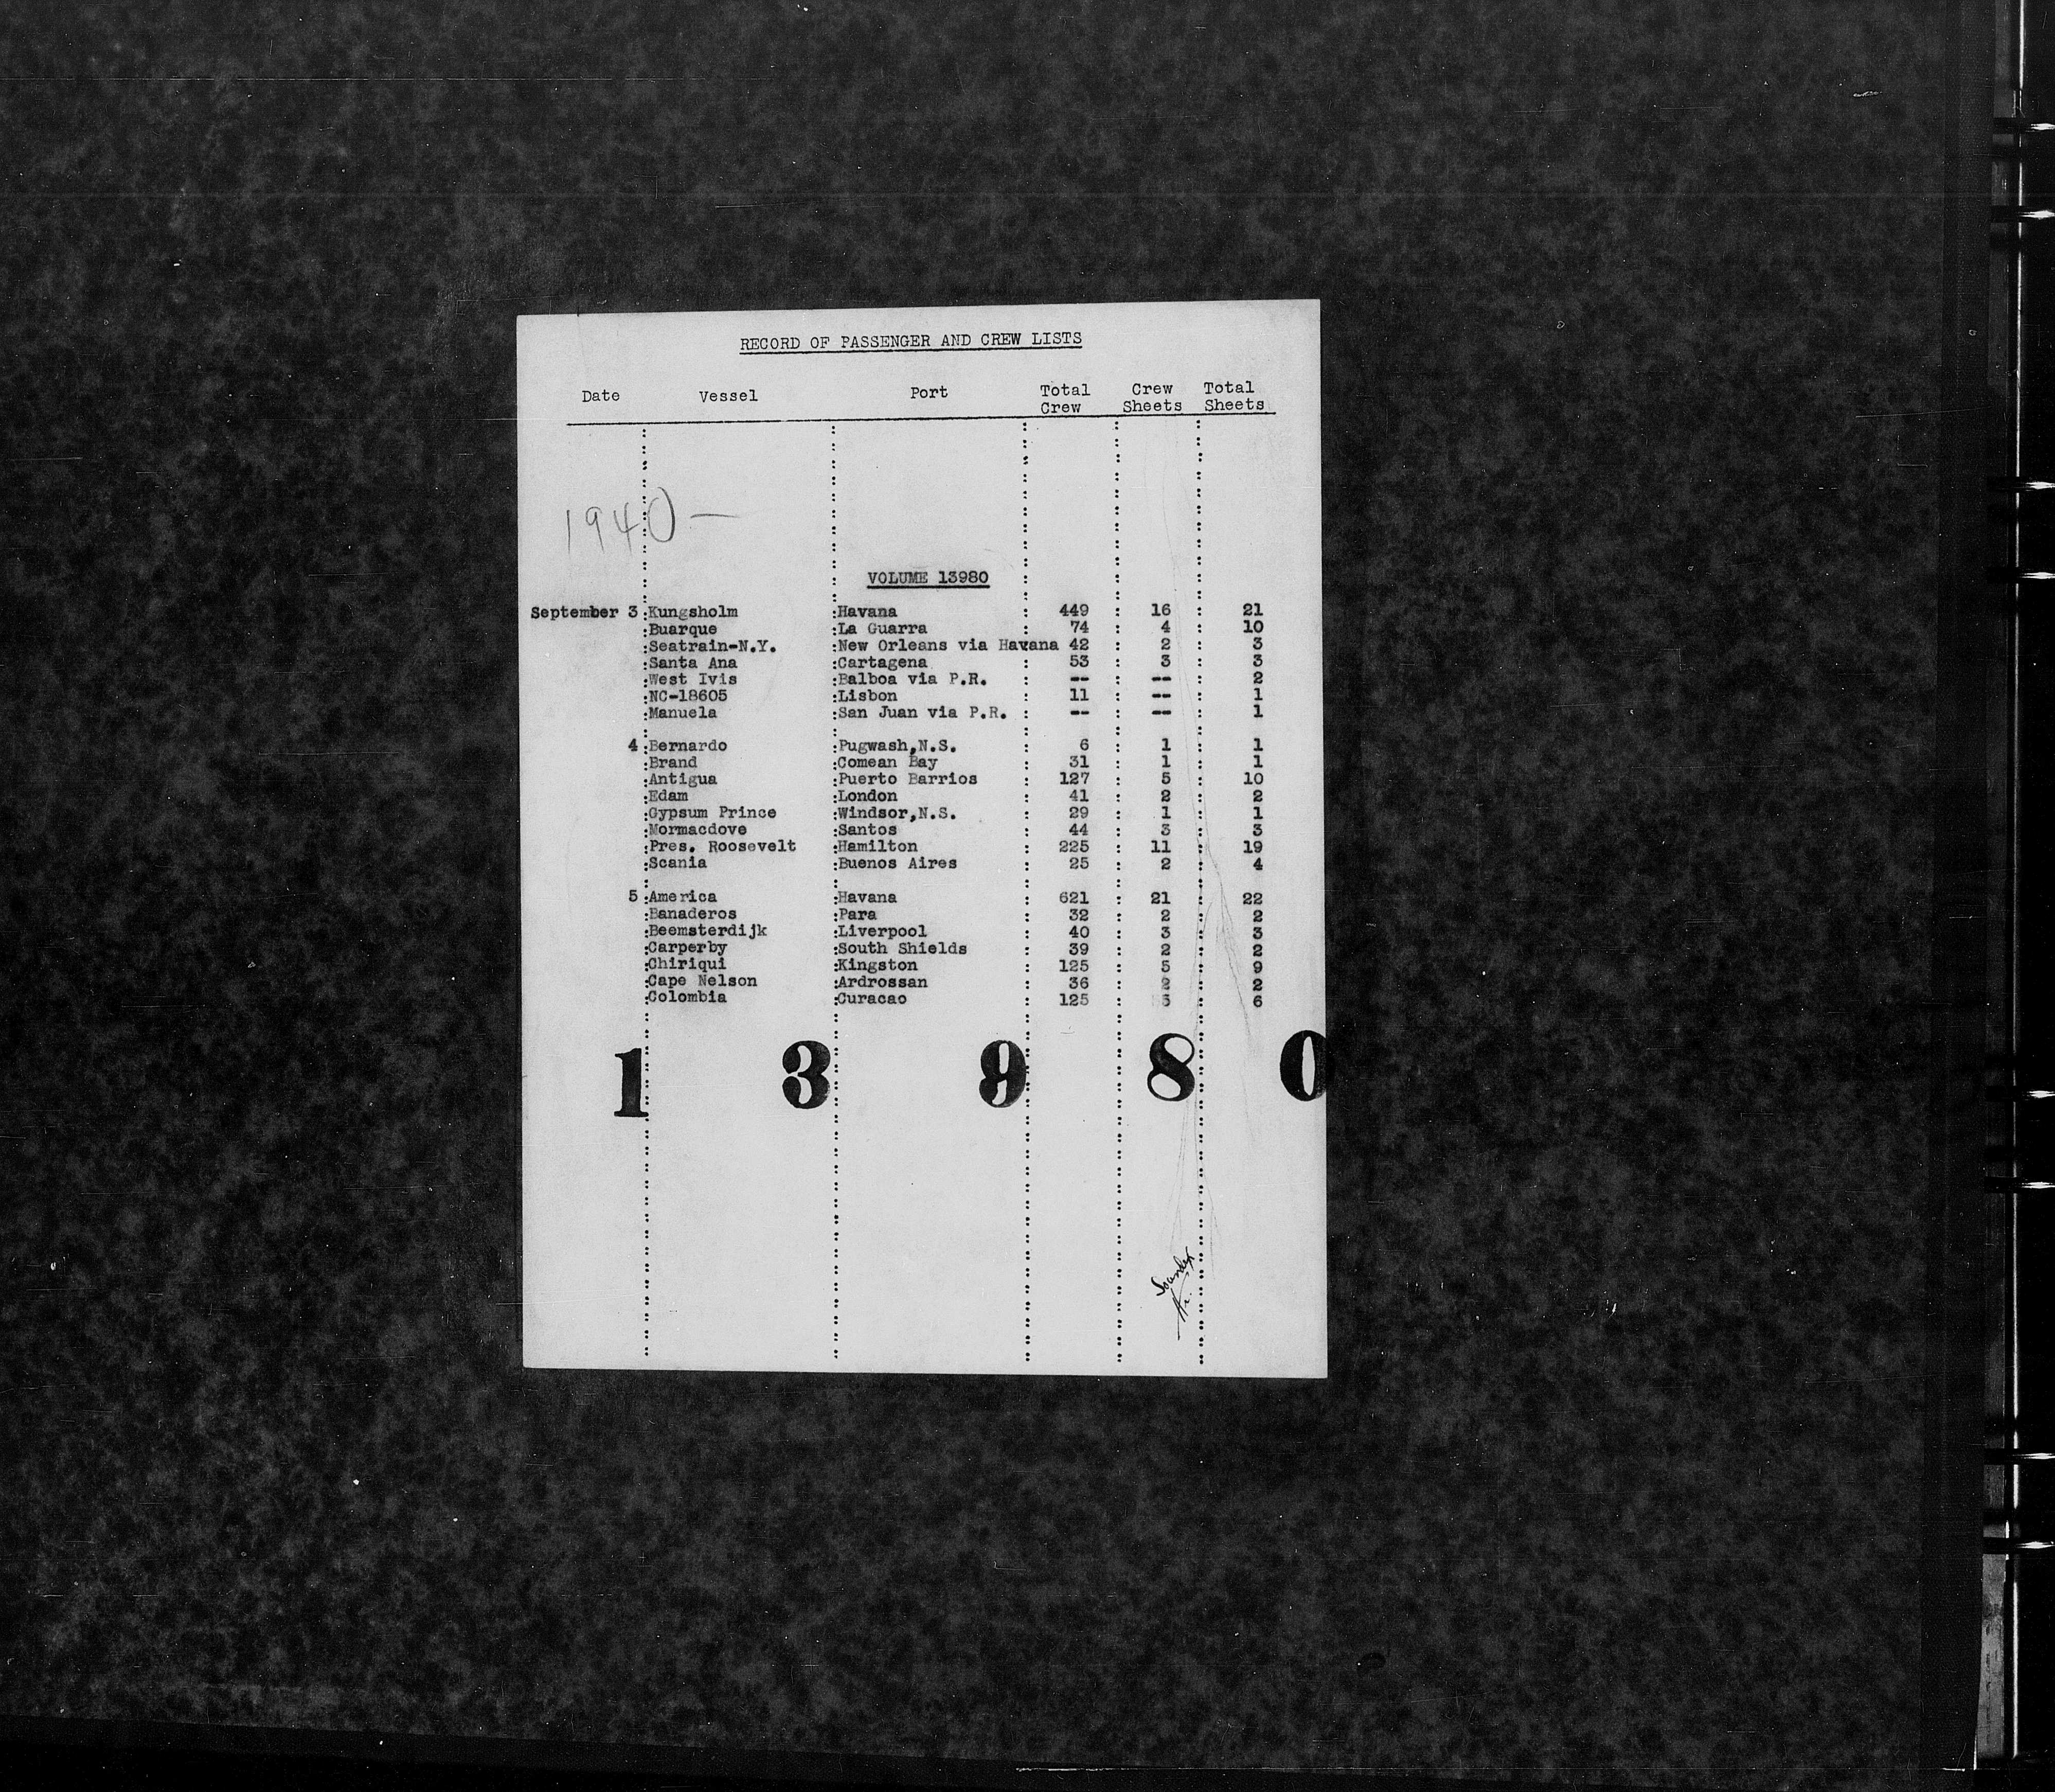 RECORD OF PASSENGER AND CREW LISTS
Date Vessel Port Total Crew Crew Sheets Total Sheets
1940 —
VOLUME 13980
September 3 :Kungsholm :Havana : 449 : 16 : 21
:Buarque :La Guarra : 74 : 4 : 10
:Seatrain-N.Y. :New Orleans via Havana 42 : 2 : 3
:Santa Ana :Cartagena : 53 : 3 : 3
:West Ivis :Balboa via P.R. : -- : -- : 2
:NC-18605 :Lisbon : 11 : -- : 1
:Manuela :San Juan via P.R. : -- : -- : 1
4 :Bernardo :Pugwash,N.S. : 6 : 1 : 1
:Brand :Comean Bay : 31 : 1 : 1
:Antigua :Puerto Barrios : 127 : 5 : 10
:Edam :London : 41 : 2 : 2
:Gypsum Prince :Windsor,N.S. : 29 : 1 : 1
:Mormacdove :Santos : 44 : 3 : 3
:Pres. Roosevelt :Hamilton : 225 : 11 : 19
:Scania :Buenos Aires : 25 : 2 : 4
5 :America :Havana : 621 : 21 : 22
:Banaderos :Para : 32 : 2 : 2
:Beemsterdijk :Liverpool : 40 : 3 : 3
:Carperby :South Shields : 39 : 2 : 2
:Chiriqui :Kingston : 125 : 5 : 9
:Cape Nelson :Ardrossan : 36 : 2 : 2
:Colombia :Curacao : 125 : : 6
1 3 9 8 0